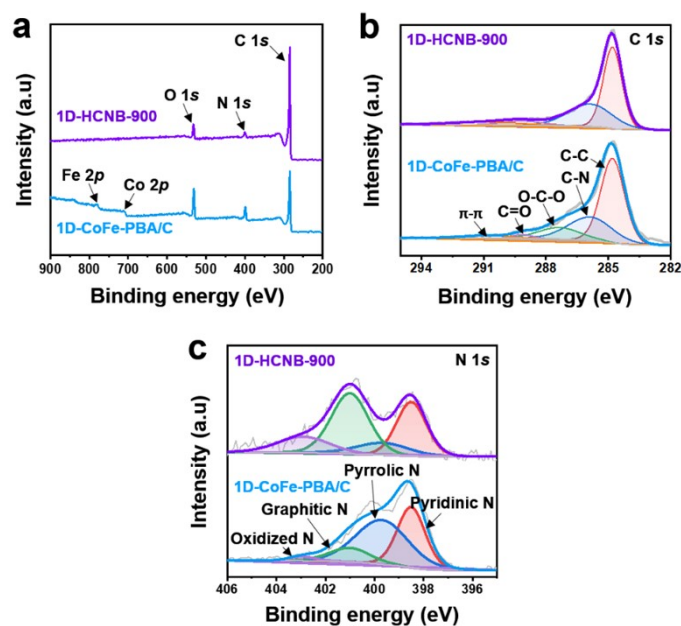 a
1D-HCNB-900
C 1s
O 1s
N 1s
Fe 2p
Co 2p
1D-CoFe-PBA/C
900 800 700 600 500 400 300 200
Binding energy (eV)
Intensity (a.u)
b
1D-HCNB-900
C 1s
1D-CoFe-PBA/C
C-C
C-N
O-C-O
C=O
π-π
294 291 288 285 282
Binding energy (eV)
Intensity (a.u)
c
1D-HCNB-900
N 1s
1D-CoFe-PBA/C
Pyrrolic N
Graphitic N
Pyridinic N
Oxidized N
406 404 402 400 398 396
Binding energy (eV)
Intensity (a.u)